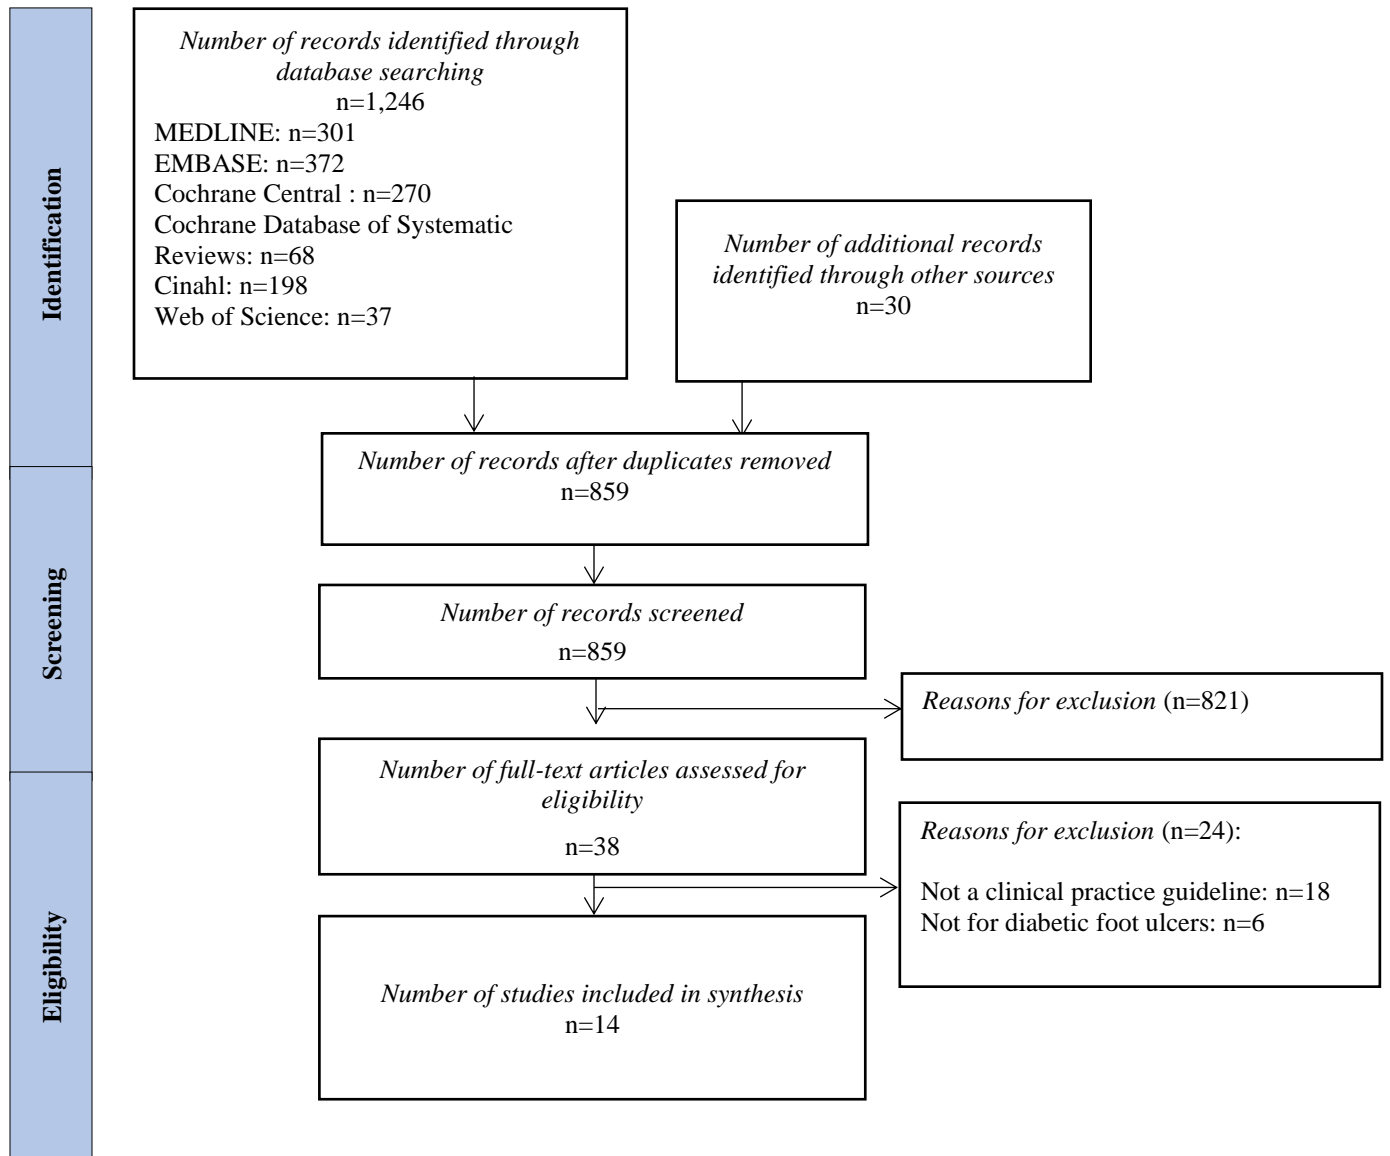 Identification
Number of records identified through
database searching
n=1,246
MEDLINE: n=301
EMBASE: n=372
Cochrane Central : n=270
Cochrane Database of Systematic
Reviews: n=68
Cinahl: n=198
Web of Science: n=37
Number of additional records
identified through other sources
n=30
Number of records after duplicates removed
n=859
Screening
Number of records screened
n=859
Reasons for exclusion (n=821)
Number of full-text articles assessed for
eligibility
n=38
Eligibility
Reasons for exclusion (n=24):
Not a clinical practice guideline: n=18
Not for diabetic foot ulcers: n=6
Number of studies included in synthesis
n=14